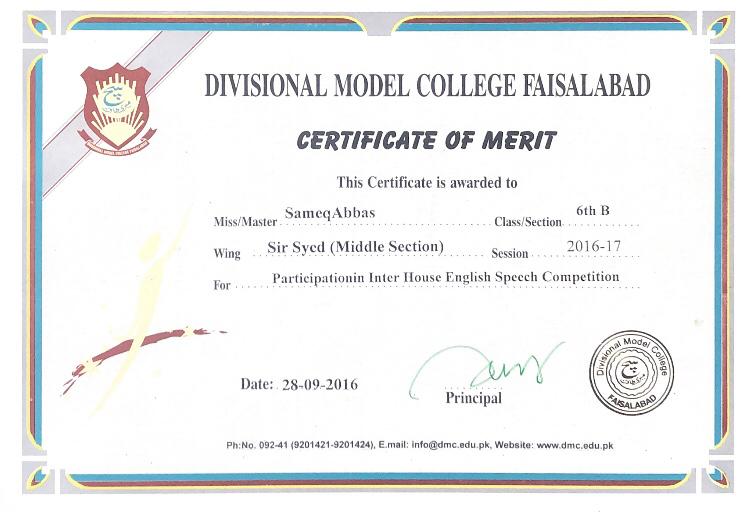 DIVISIONAL MODEL COLLEGE FAISALABAD
CERTIFICATE OF MERIT
This Certificate is awarded to
Miss/Master SameqAbbas Class/Section 6th B
Wing Sir Syed (Middle Section) Session 2016-17
For Participationin Inter House English Speech Competition
Date: 28-09-2016
Principal
Divisional Model College
FAISALABAD
Ph:No. 092-41 (9201421-9201424), E.mail: info@dmc.edu.pk, Website: www.dmc.edu.pk